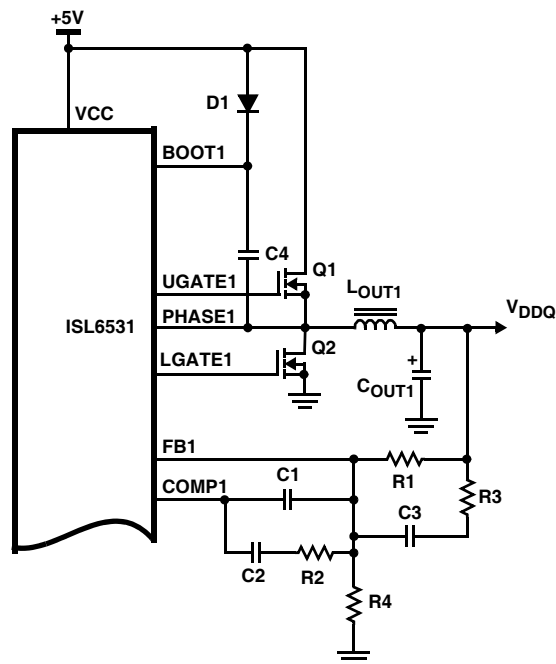 +5V
VCC
D1
BOOT1
C4
Q1
UGATE1
LOUT1
VDDQ
ISL6531
PHASE1
Q2
LGATE1
+
COUT1
FB1
COMP1
C1
R1
R3
C3
C2
R2
R4